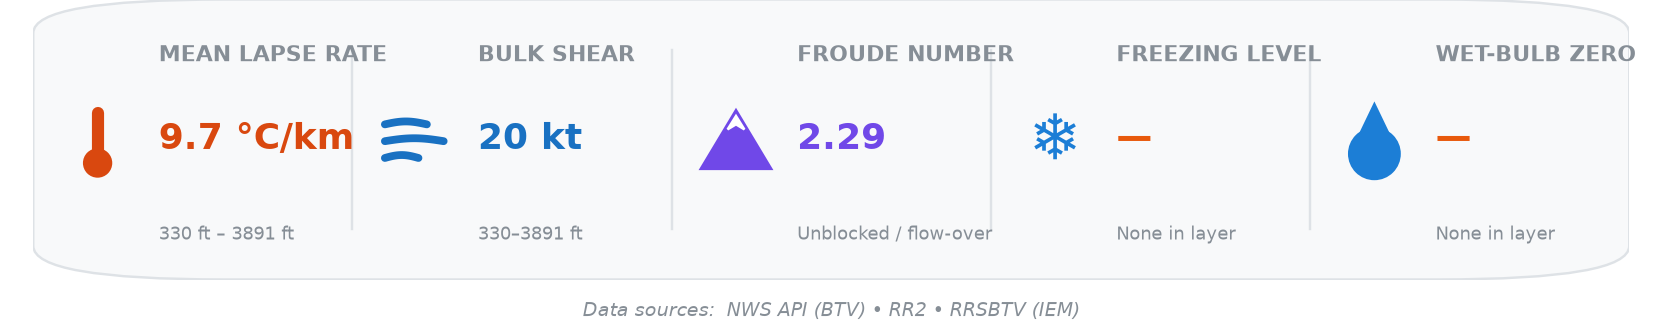 MEAN LAPSE RATE
9.7 °C/km
330 ft – 3891 ft
BULK SHEAR
20 kt
330–3891 ft
FROUDE NUMBER
2.29
Unblocked / flow-over
FREEZING LEVEL
—
None in layer
WET-BULB ZERO
—
None in layer
Data sources:  NWS API (BTV) • RR2 • RRSBTV (IEM)